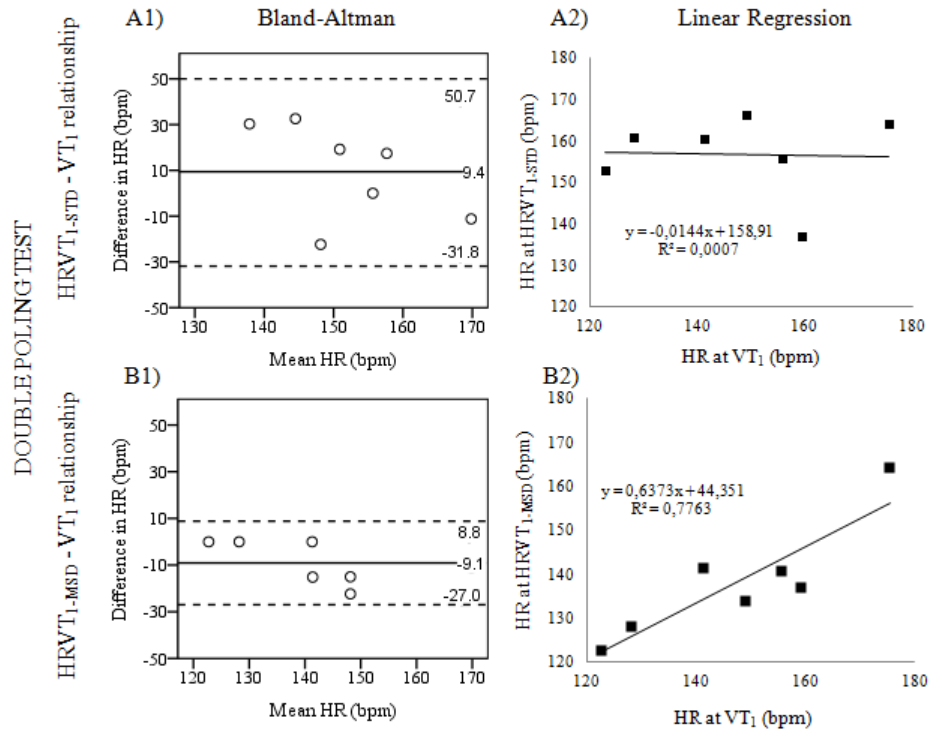 A1)
Bland-Altman
A2)
Linear Regression
DOUBLE POLING TEST
HRVT1-STD - VT1 relationship
Difference in HR (bpm)
50
30
10
-10
-30
-50
50.7
9.4
-31.8
130 140 150 160 170
Mean HR (bpm)
HR at HRVT1-STD (bpm)
180
170
160
150
140
130
120
y = -0,0144x + 158,91
R² = 0,0007
120 140 160 180
HR at VT1 (bpm)
B1)
B2)
HRVT1-MSD - VT1 relationship
Difference in HR (bpm)
50
30
10
-10
-30
-50
8.8
-9.1
-27.0
120 130 140 150 160 170
Mean HR (bpm)
HR at HRVT1-MSD (bpm)
180
170
160
150
140
130
120
y = 0,6373x + 44,351
R² = 0,7763
120 140 160 180
HR at VT1 (bpm)